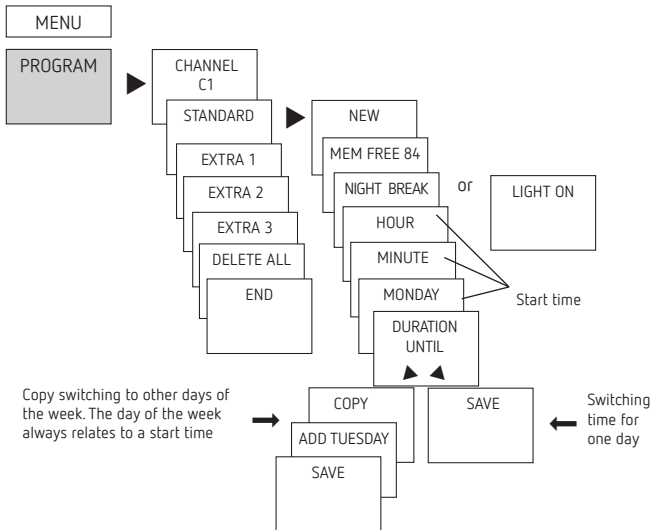 MENU
PROGRAM
CHANNEL
C1
STANDARD
EXTRA 1
EXTRA 2
EXTRA 3
DELETE ALL
END
NEW
MEM FREE 84
NIGHT BREAK
or
LIGHT ON
HOUR
MINUTE
MONDAY
Start time
DURATION
UNTIL
Copy switching to other days of
the week. The day of the week
always relates to a start time
COPY
ADD TUESDAY
SAVE
SAVE
Switching
time for
one day